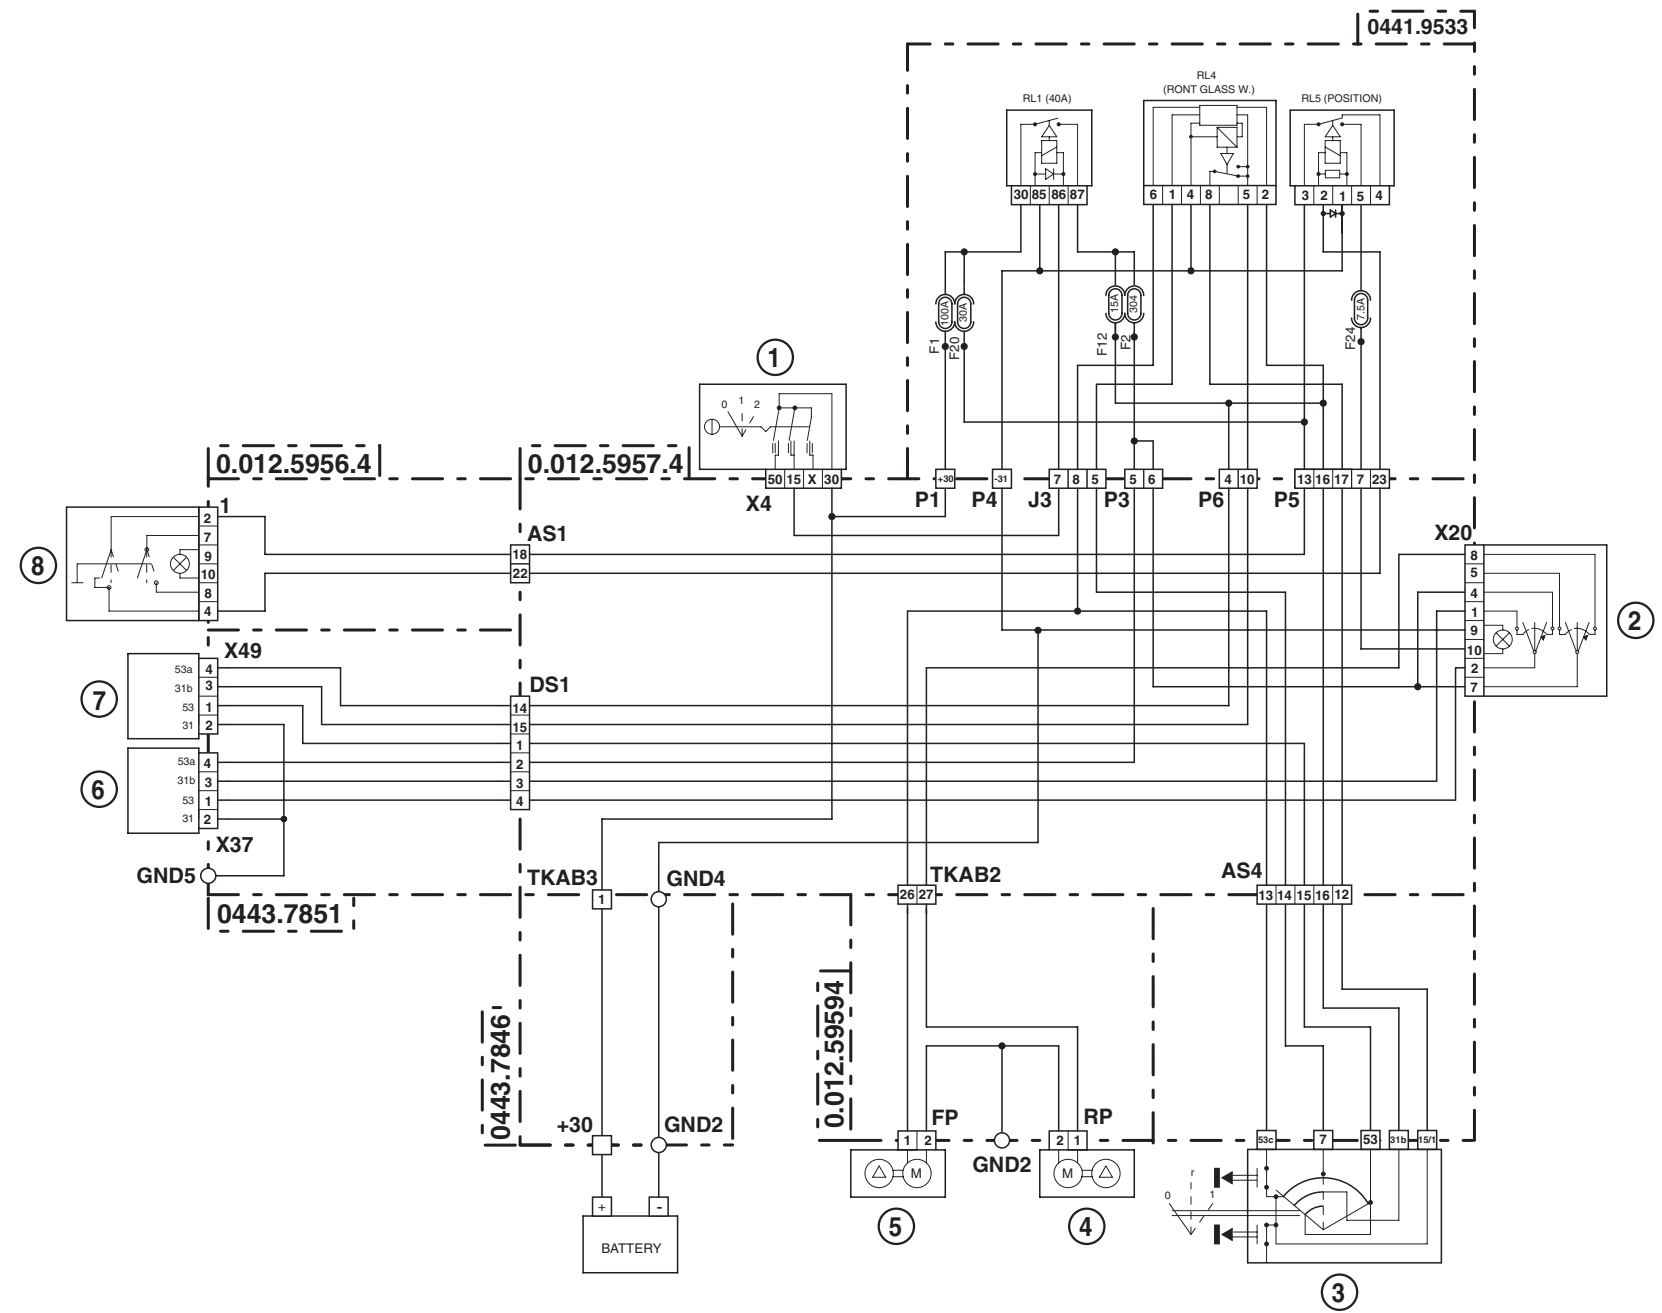 0441.9533
RL4
(RONT GLASS W.)
RL1 (40A)
RL5 (POSITION)
30 85 86 87
6 1 4 8 5 2
3 2 1 5 4
100A 30A
15A 304
7.5A
F1 F20
F12 F2
F24
1
0 1 2
0.012.5956.4
0.012.5957.4
50 15 X 30
+30
-31
7 8 5
5 6
4 10
13 16 17 7 23
X4
P1
P4
J3
P3
P6
P5
1
2
7
9
10
8
4
8
AS1
18
22
X20
8
5
4
1
9
10
2
7
2
X49
53a 4
31b 3
53 1
31 2
7
DS1
14
15
1
2
3
4
53a 4
31b 3
53 1
31 2
6
X37
GND5
0443.7851
TKAB3
1
GND4
TKAB2
26 27
AS4
13 14 15 16 12
0443.7846
0.012.59594
+30
GND2
FP
1 2
GND2
RP
2 1
53c 7 53 31b 15/1
M
M
+ -
BATTERY
5
4
r
0 1
3